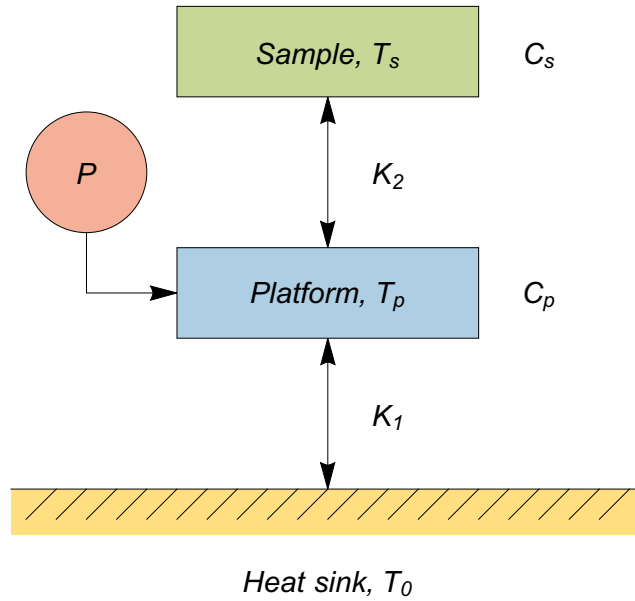 Sample, Ts
Cs
P
K2
Platform, Tp
Cp
K1
Heat sink, T0